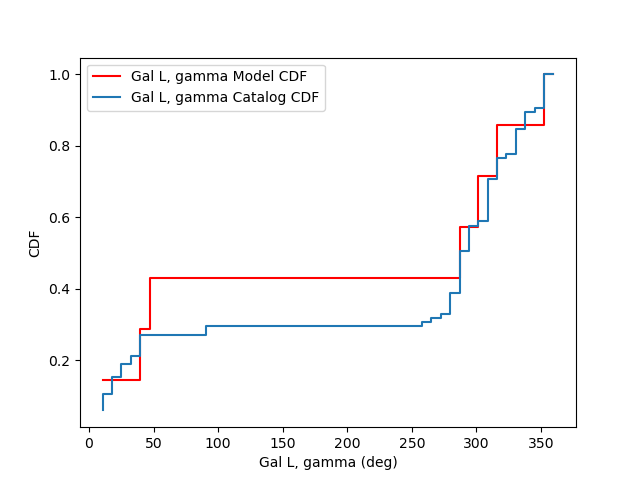 Gal L, gamma Model CDF
Gal L, gamma Catalog CDF
CDF
1.0
0.8
0.6
0.4
0.2
0 50 100 150 200 250 300 350
Gal L, gamma (deg)